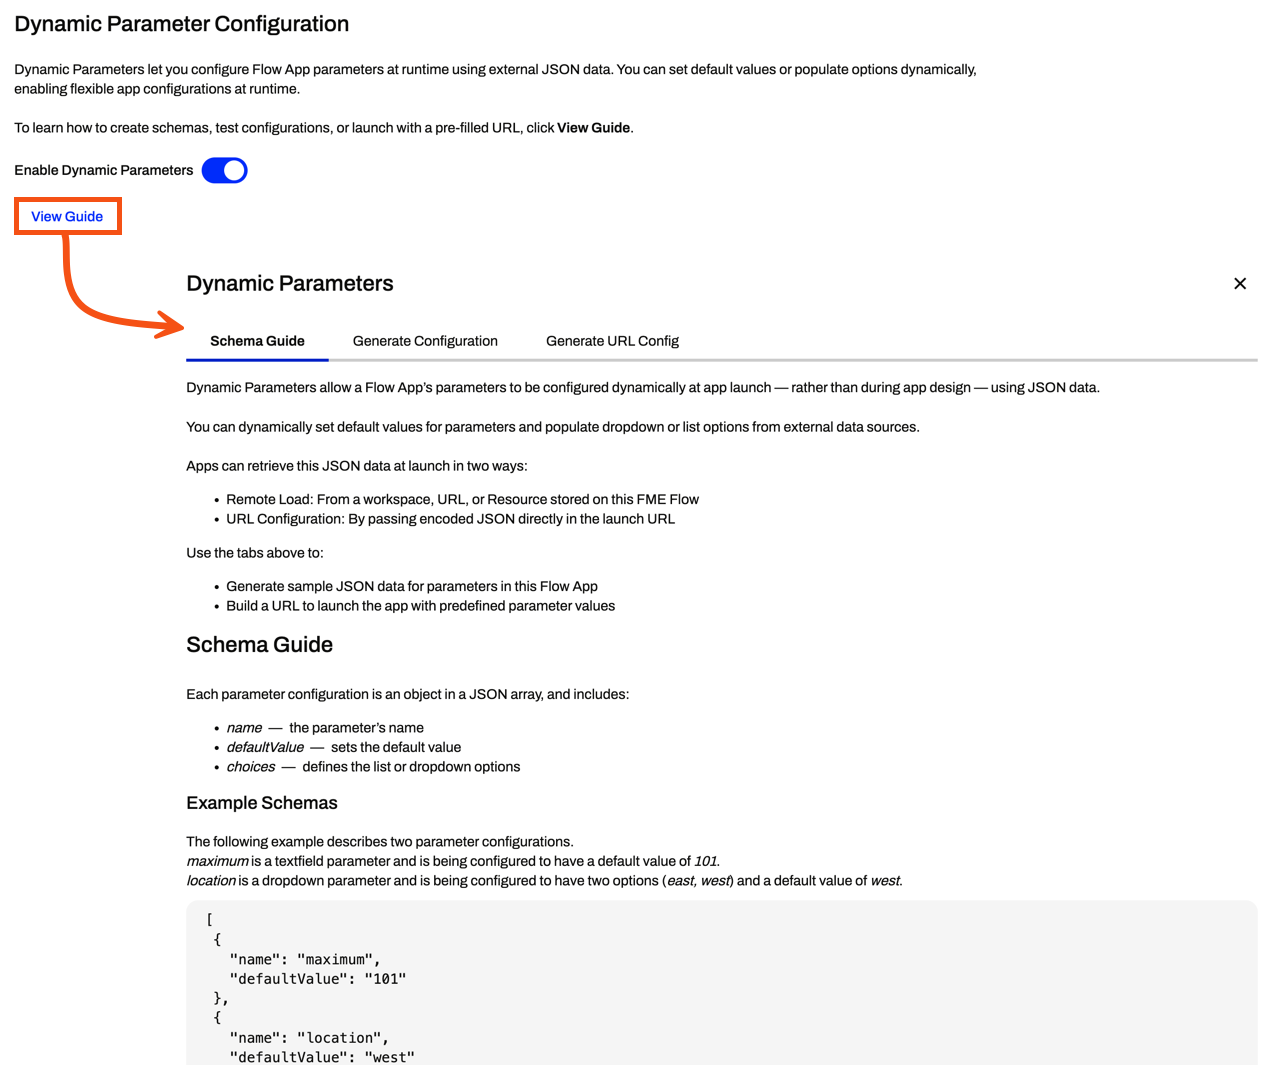 Dynamic Parameter Configuration
Dynamic Parameters let you configure Flow App parameters at runtime using external JSON data. You can set default values or populate options dynamically,
enabling flexible app configurations at runtime.
To learn how to create schemas, test configurations, or launch with a pre-filled URL, click View Guide.
Enable Dynamic Parameters
View Guide
Dynamic Parameters
Schema Guide Generate Configuration Generate URL Config
Dynamic Parameters allow a Flow App’s parameters to be configured dynamically at app launch — rather than during app design — using JSON data.
You can dynamically set default values for parameters and populate dropdown or list options from external data sources.
Apps can retrieve this JSON data at launch in two ways:
• Remote Load: From a workspace, URL, or Resource stored on this FME Flow
• URL Configuration: By passing encoded JSON directly in the launch URL
Use the tabs above to:
• Generate sample JSON data for parameters in this Flow App
• Build a URL to launch the app with predefined parameter values
Schema Guide
Each parameter configuration is an object in a JSON array, and includes:
• name — the parameter’s name
• defaultValue — sets the default value
• choices — defines the list or dropdown options
Example Schemas
The following example describes two parameter configurations.
maximum is a textfield parameter and is being configured to have a default value of 101.
location is a dropdown parameter and is being configured to have two options (east, west) and a default value of west.
[
{
"name": "maximum",
"defaultValue": "101"
},
{
"name": "location",
"defaultValue": "west"